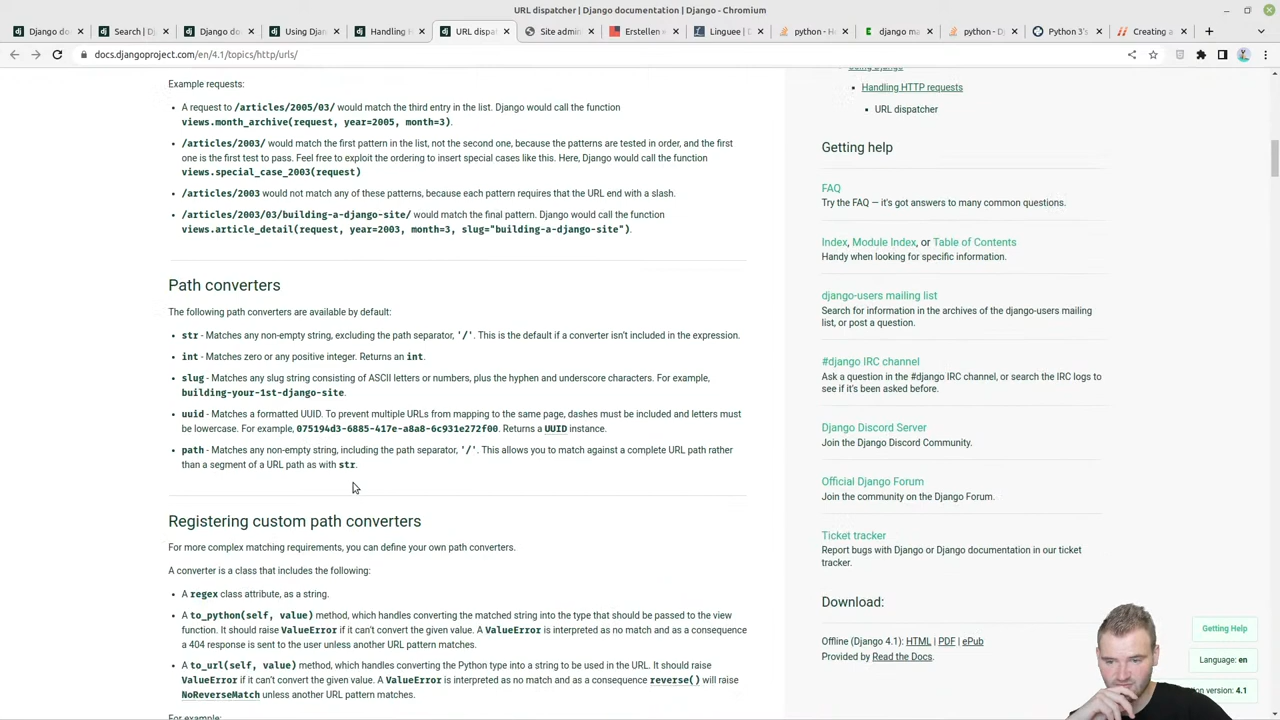 URL dispatcher | Django documentation | Django - Chromium
Django do
Search | Dj
Django do
Using Djan
Handling H
URL dispat
Site admin
Erstellen e
Linguee | D
python - H
django ma
python - Dj
Python 3's
Creating a
docs.djangoproject.com/en/4.1/topics/http/urls/
Example requests:
A request to /articles/2005/03/ would match the third entry in the list. Django would call the function
views.month_archive(request, year=2005, month=3).
/articles/2003/ would match the first pattern in the list, not the second one, because the patterns are tested in order, and the first
one is the first test to pass. Feel free to exploit the ordering to insert special cases like this. Here, Django would call the function
views.special_case_2003(request)
/articles/2003 would not match any of these patterns, because each pattern requires that the URL end with a slash.
/articles/2003/03/building-a-django-site/ would match the final pattern. Django would call the function
views.article_detail(request, year=2003, month=3, slug="building-a-django-site").
Path converters
The following path converters are available by default:
str - Matches any non-empty string, excluding the path separator, '/'. This is the default if a converter isn't included in the expression.
int - Matches zero or any positive integer. Returns an int.
slug - Matches any slug string consisting of ASCII letters or numbers, plus the hyphen and underscore characters. For example,
building-your-1st-django-site.
uuid - Matches a formatted UUID. To prevent multiple URLs from mapping to the same page, dashes must be included and letters must
be lowercase. For example, 075194d3-6885-417e-a8a8-6c931e272f00. Returns a UUID instance.
path - Matches any non-empty string, including the path separator, '/'. This allows you to match against a complete URL path rather
than a segment of a URL path as with str.
Registering custom path converters
For more complex matching requirements, you can define your own path converters.
A converter is a class that includes the following:
A regex class attribute, as a string.
A to_python(self, value) method, which handles converting the matched string into the type that should be passed to the view
function. It should raise ValueError if it can't convert the given value. A ValueError is interpreted as no match and as a consequence
a 404 response is sent to the user unless another URL pattern matches.
A to_url(self, value) method, which handles converting the Python type into a string to be used in the URL. It should raise
ValueError if it can't convert the given value. A ValueError is interpreted as no match and as a consequence reverse() will raise
NoReverseMatch unless another URL pattern matches.
For example:
Using Django
Handling HTTP requests
URL dispatcher
Getting help
FAQ
Try the FAQ — it's got answers to many common questions.
Index, Module Index, or Table of Contents
Handy when looking for specific information.
django-users mailing list
Search for information in the archives of the django-users mailing
list, or post a question.
#django IRC channel
Ask a question in the #django IRC channel, or search the IRC logs to
see if it's been asked before.
Django Discord Server
Join the Django Discord Community.
Official Django Forum
Join the community on the Django Forum.
Ticket tracker
Report bugs with Django or Django documentation in our ticket
tracker.
Download:
Offline (Django 4.1): HTML | PDF | ePub
Provided by Read the Docs.
Getting Help
Language: en
version: 4.1